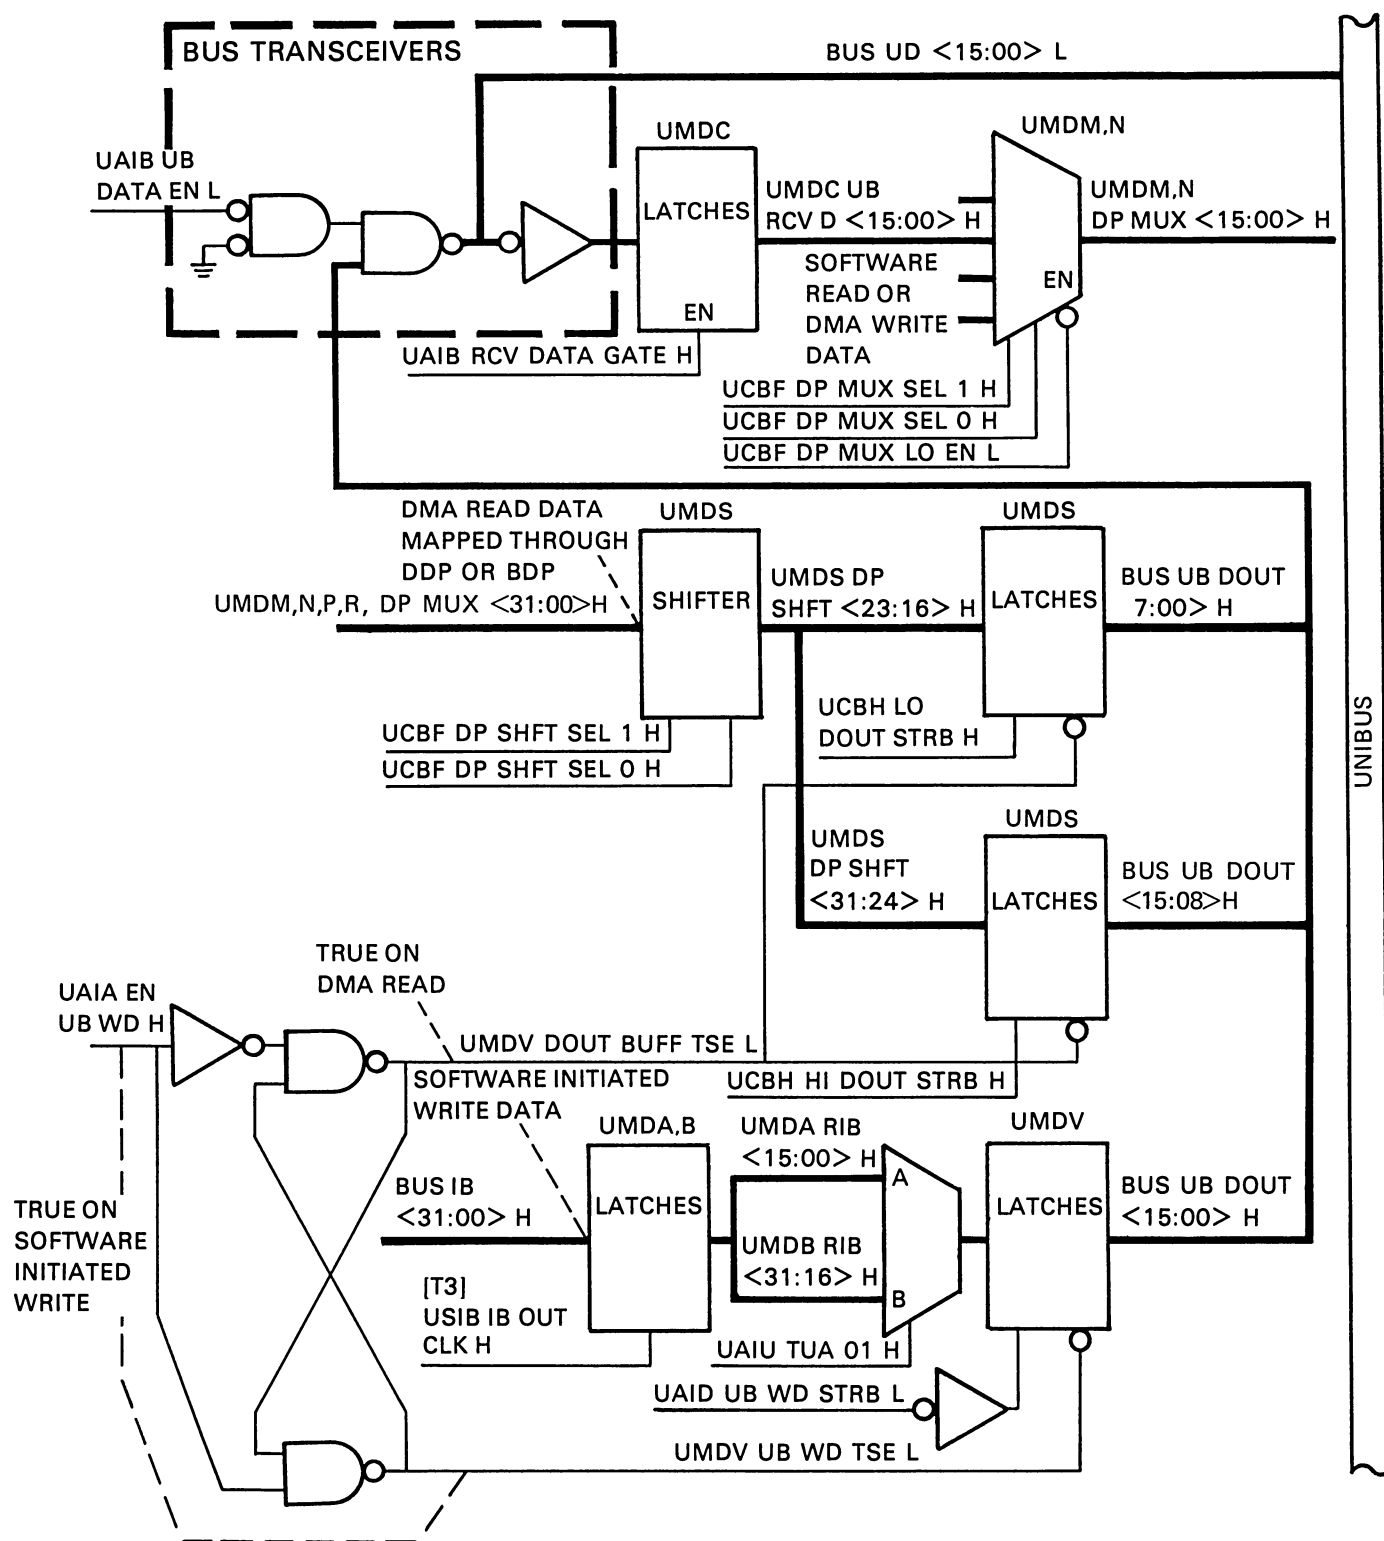 BUS TRANSCEIVERS
BUS UD <15:00> L
UMDC
UMDM,N
UAIB UB
DATA EN L
LATCHES
EN
UMDC UB
RCV D <15:00> H
SOFTWARE
READ OR
DMA WRITE
DATA
EN
UMDM,N
DP MUX <15:00> H
UAIB RCV DATA GATE H
UCBF DP MUX SEL 1 H
UCBF DP MUX SEL 0 H
UCBF DP MUX LO EN L
DMA READ DATA
MAPPED THROUGH
DDP OR BDP
UMDM,N,P,R, DP MUX <31:00>H
UMDS
SHIFTER
UMDS DP
SHFT <23:16> H
UMDS
LATCHES
BUS UB DOUT
7:00> H
UCBF DP SHFT SEL 1 H
UCBF DP SHFT SEL 0 H
UCBH LO
DOUT STRB H
UNIBUS
UMDS
UMDS
DP SHFT
<31:24> H
LATCHES
BUS UB DOUT
<15:08>H
TRUE ON
DMA READ
UAIA EN
UB WD H
UMDV DOUT BUFF TSE L
UCBH HI DOUT STRB H
SOFTWARE INITIATED
WRITE DATA
UMDA,B
LATCHES
UMDA RIB
<15:00> H
A
UMDB RIB
<31:16> H
B
UMDV
LATCHES
BUS UB DOUT
<15:00> H
BUS IB
<31:00> H
TRUE ON
SOFTWARE
INITIATED
WRITE
[T3]
USIB IB OUT
CLK H
UAIU TUA 01 H
UAID UB WD STRB L
UMDV UB WD TSE L